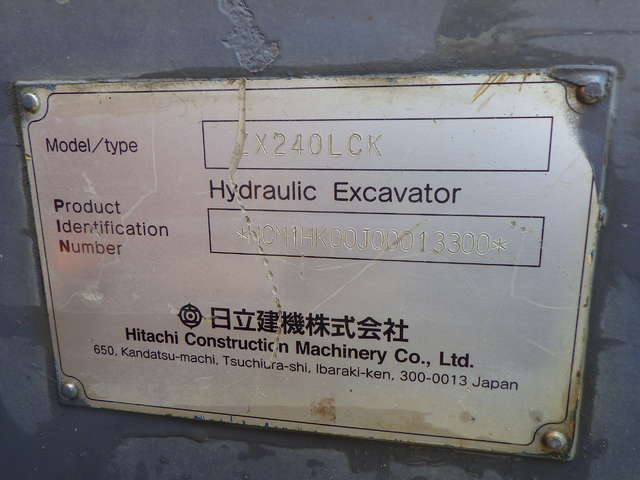 Model/type ZX240LCK
Hydraulic Excavator
Product
Identification
Number
*HCM1HK00J00013300*
日立建機株式会社
Hitachi Construction Machinery Co., Ltd.
650, Kandatsu-machi, Tsuchiura-shi, Ibaraki-ken, 300-0013 Japan